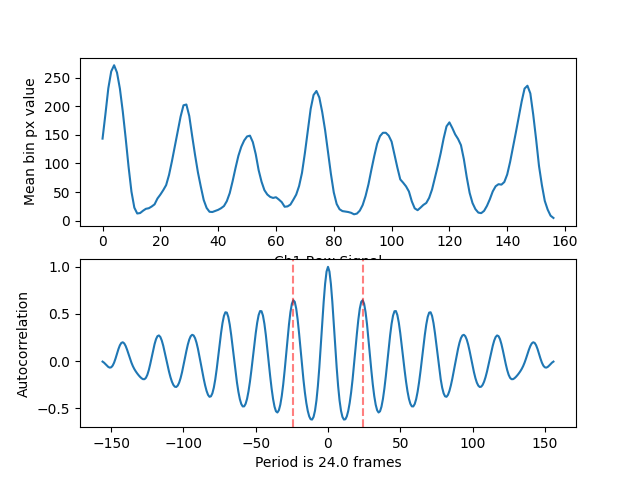 250
200
150
100
50
0
Mean bin px value
0 20 40 60 80 100 120 140 160
Ch1 Raw Signal
1.0
0.5
0.0
−0.5
Autocorrelation
−150 −100 −50 0 50 100 150
Period is 24.0 frames